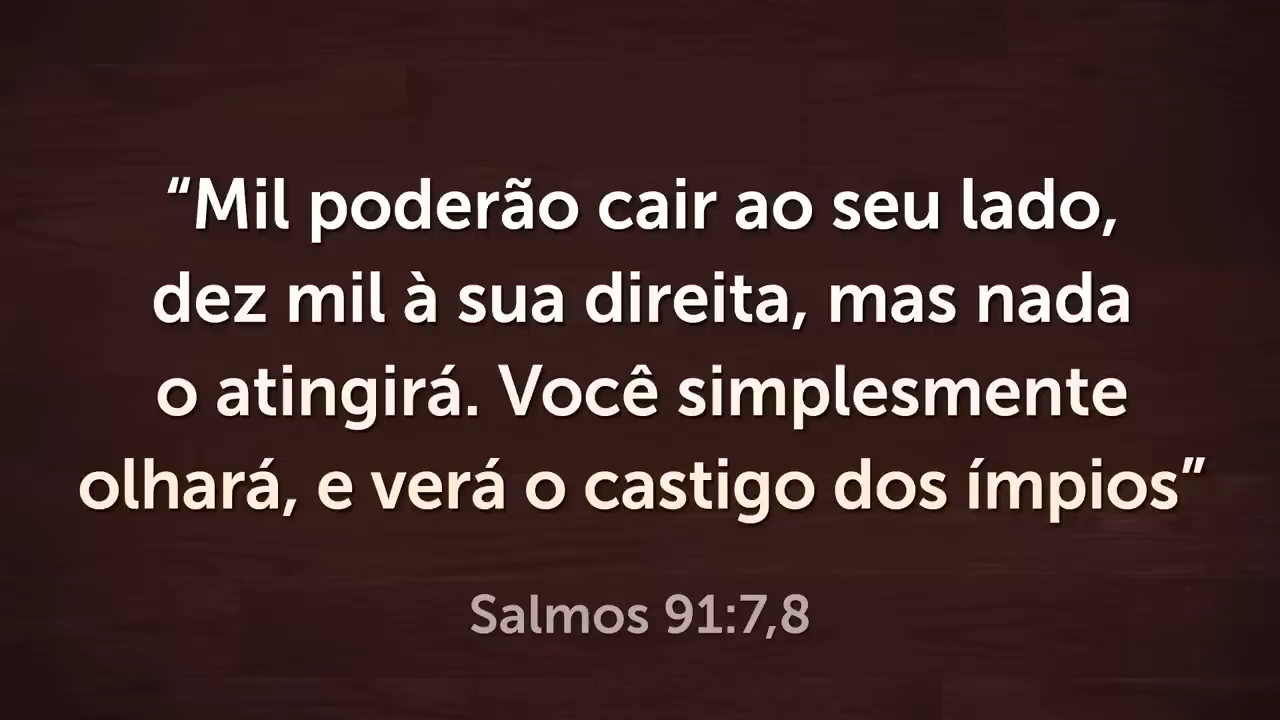 “Mil poderão cair ao seu lado,
dez mil à sua direita, mas nada
o atingirá. Você simplesmente
olhará, e verá o castigo dos ímpios”
Salmos 91:7,8